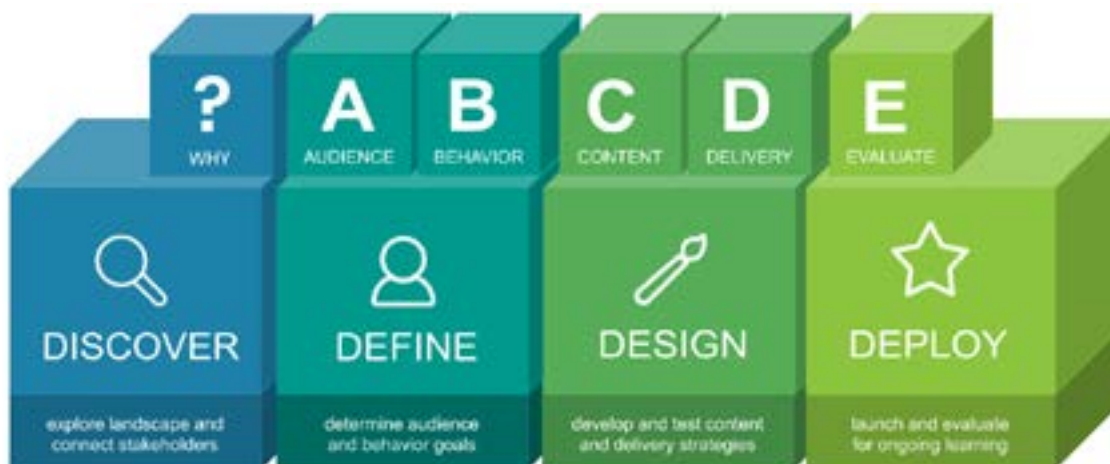 ?
WHY
A
AUDIENCE
B
BEHAVIOR
C
CONTENT
D
DELIVERY
E
EVALUATE
DISCOVER
explore landscape and
connect stakeholders
DEFINE
determine audience
and behavior goals
DESIGN
develop and test content
and delivery strategies
DEPLOY
launch and evaluate
for ongoing learning